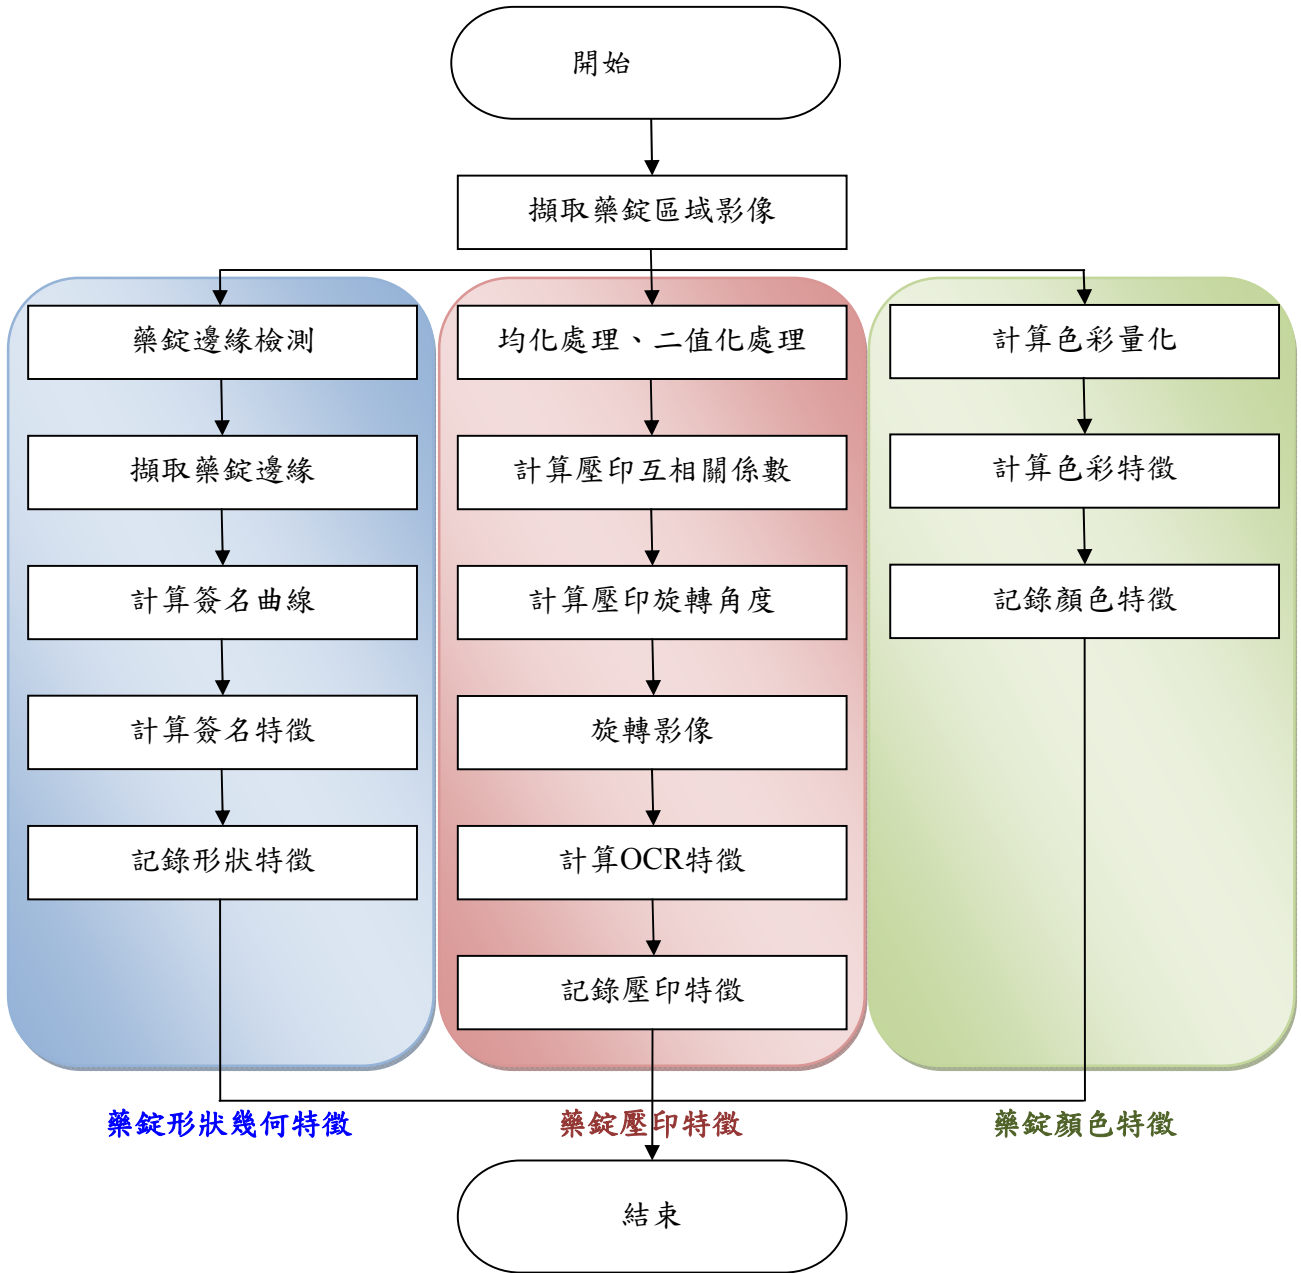 開始
擷取藥錠區域影像
藥錠邊緣檢測
擷取藥錠邊緣
計算簽名曲線
計算簽名特徵
記錄形狀特徵
藥錠形狀幾何特徵
均化處理、二值化處理
計算壓印互相關係數
計算壓印旋轉角度
旋轉影像
計算OCR特徵
記錄壓印特徵
藥錠壓印特徵
計算色彩量化
計算色彩特徵
記錄顏色特徵
藥錠顏色特徵
結束